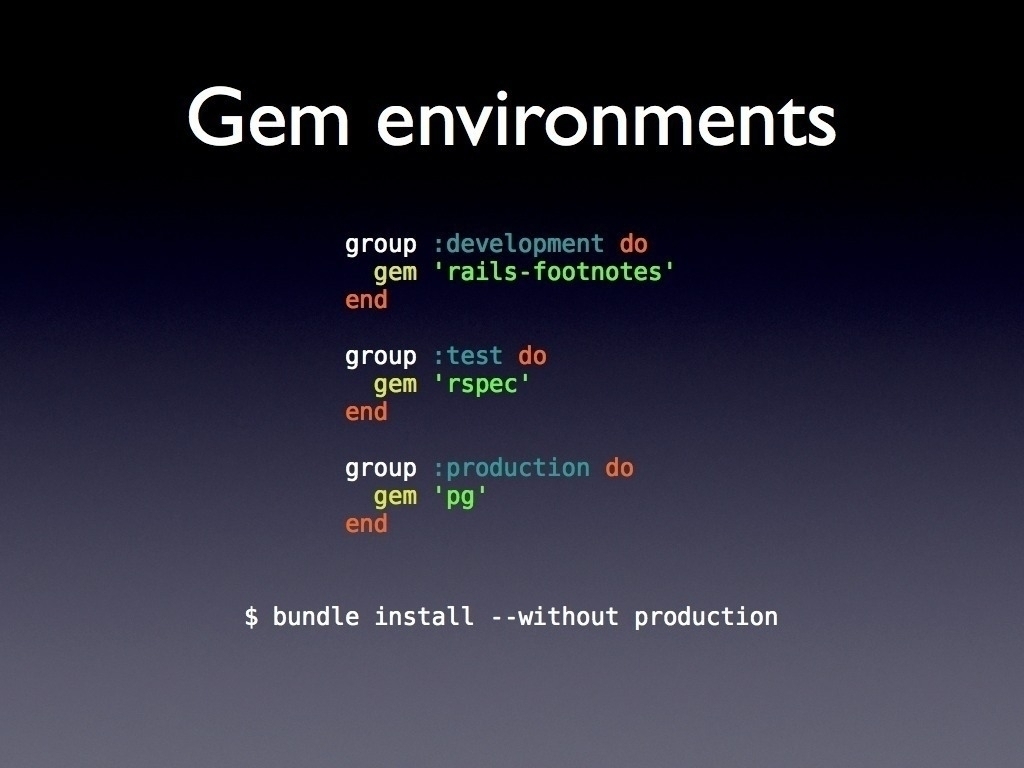 Gem environments
group :development do
  gem 'rails-footnotes'
end
group :test do
  gem 'rspec'
end
group :production do
  gem 'pg'
end
$ bundle install --without production